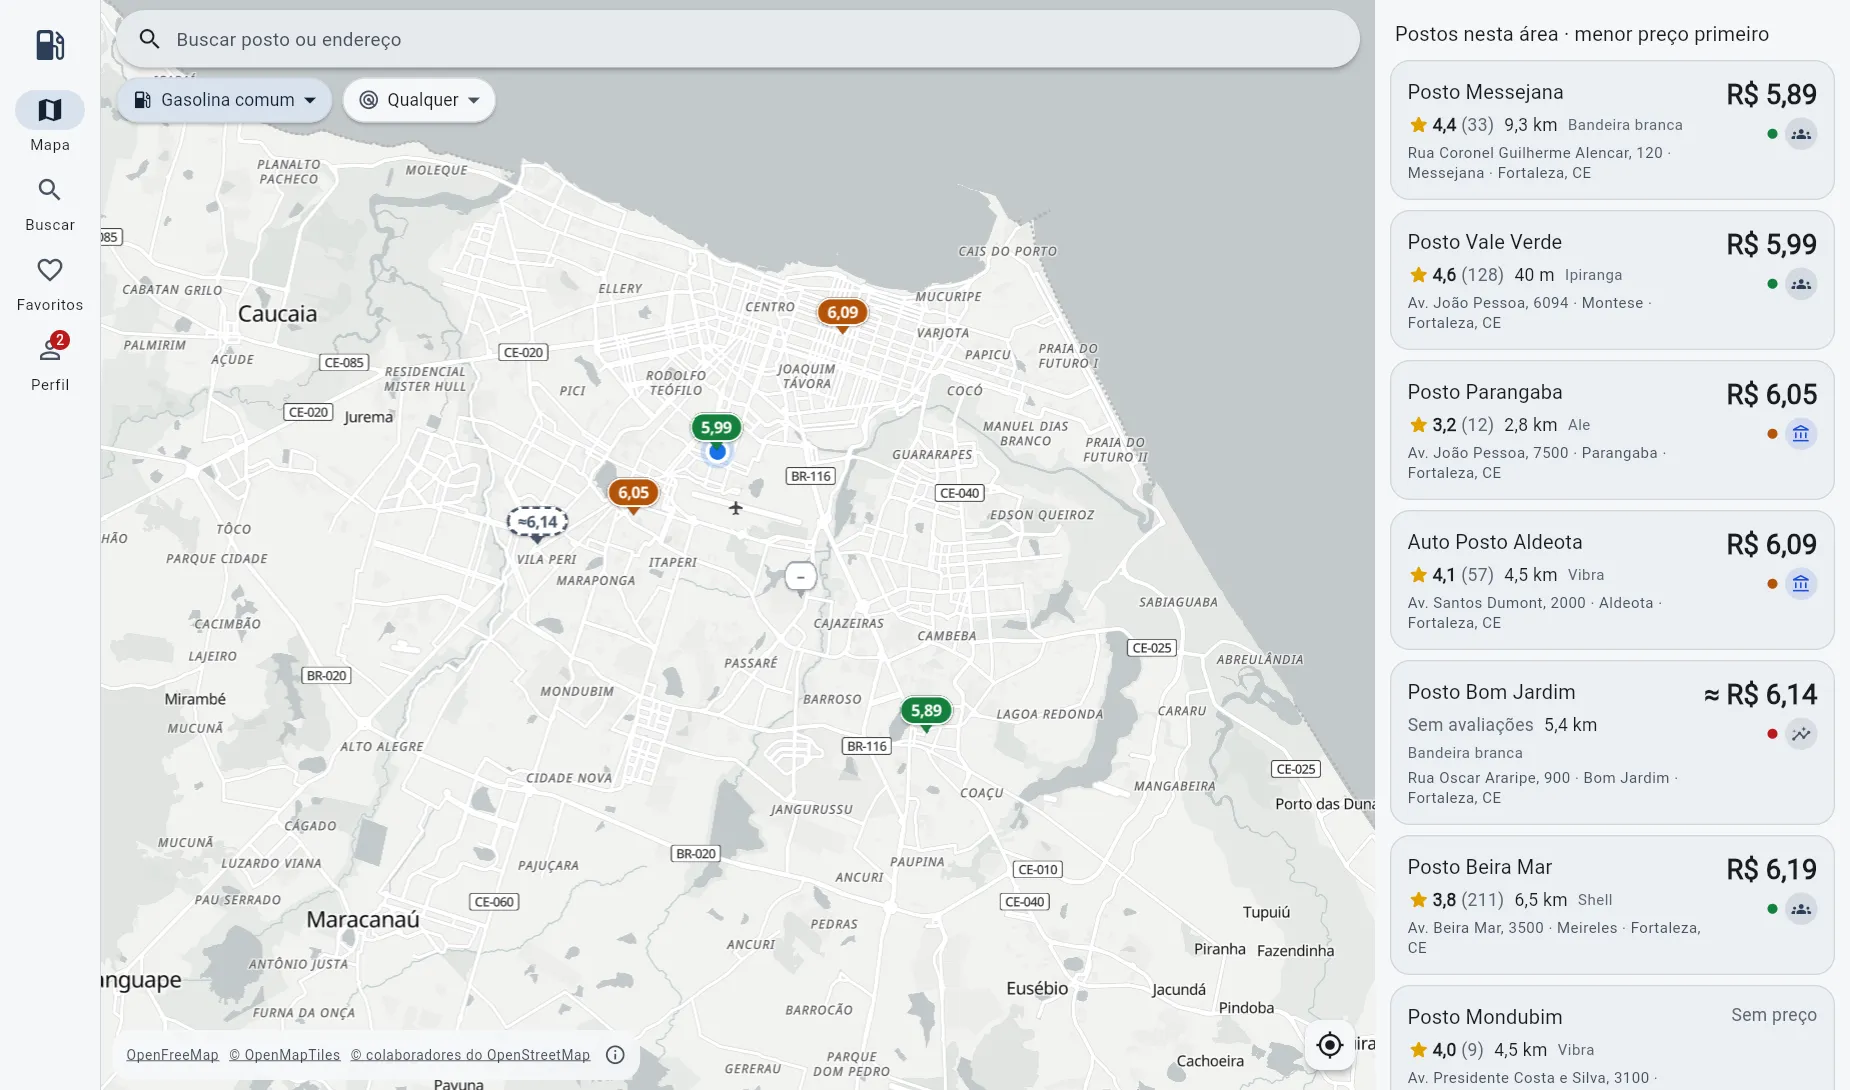 Mapa
Buscar
Favoritos
2
Perfil
Buscar posto ou endereço
Gasolina comum
Qualquer
PLANALTO
PACHECO
MOLEQUE
CAIS DO PORTO
CABATAN GRILO
ELLERY
CENTRO
MUCURIPE
Caucaia
6,09
VARJOTA
PALMIRIM
AÇUDE
CE-085
CE-020
PAPICU
PRAIA DO
FUTURO I
RESIDENCIAL
MISTER HULL
PICI
RODOLFO
TEÓFILO
JOAQUIM
TÁVORA
COCÓ
CE-020
Jurema
5,99
MANUEL DIAS
BRANCO
PRAIA DO
FUTURO II
GUARARAPES
BR-116
CE-040
6,05
≈6,14
EDSON QUEIROZ
TÔCO
HÃO
PARQUE CIDADE
VILA PERI
MARAPONGA
ITAPERI
–
SABIAGUABA
CACIMBÃO
CAJAZEIRAS
CAMBEBA
LAJEIRO
CE-025
ABREULÂNDIA
BR-020
PASSARÉ
Mirambé
MONDUBIM
BARROSO
5,89
LAGOA REDONDA
CARARU
MUCUNÃ
ALTO ALEGRE
BR-116
CIDADE NOVA
CE-025
COAÇU
MANGABEIRA
JANGURUSSU
Porto das Duna
CÁGADO
MUCUNÃ
LUZARDO VIANA
BR-020
PAJUÇARA
PAUPINA
CE-010
ANCURI
PAU SERRADO
CE-060
CE-040
Maracanaú
Tupuiú
PEDRAS
ANCURI
Piranha
Fazendinha
ANTÔNIO JUSTA
anguape
Eusébio
Jacundá
FURNA DA ONÇA
BARROCÃO
Pindoba
OpenFreeMap © OpenMapTiles © colaboradores do OpenStreetMap
PARQUE
DOM PEDRO
GERERAU
Cachoeira
Pavuna
Postos nesta área · menor preço primeiro
Posto Messejana
R$ 5,89
4,4 (33) 9,3 km Bandeira branca
Rua Coronel Guilherme Alencar, 120 ·
Messejana · Fortaleza, CE
Posto Vale Verde
R$ 5,99
4,6 (128) 40 m Ipiranga
Av. João Pessoa, 6094 · Montese ·
Fortaleza, CE
Posto Parangaba
R$ 6,05
3,2 (12) 2,8 km Ale
Av. João Pessoa, 7500 · Parangaba ·
Fortaleza, CE
Auto Posto Aldeota
R$ 6,09
4,1 (57) 4,5 km Vibra
Av. Santos Dumont, 2000 · Aldeota ·
Fortaleza, CE
Posto Bom Jardim
≈ R$ 6,14
Sem avaliações 5,4 km
Bandeira branca
Rua Oscar Araripe, 900 · Bom Jardim ·
Fortaleza, CE
Posto Beira Mar
R$ 6,19
3,8 (211) 6,5 km Shell
Av. Beira Mar, 3500 · Meireles · Fortaleza,
CE
Posto Mondubim
Sem preço
4,0 (9) 4,5 km Vibra
Av. Presidente Costa e Silva, 3100 ·